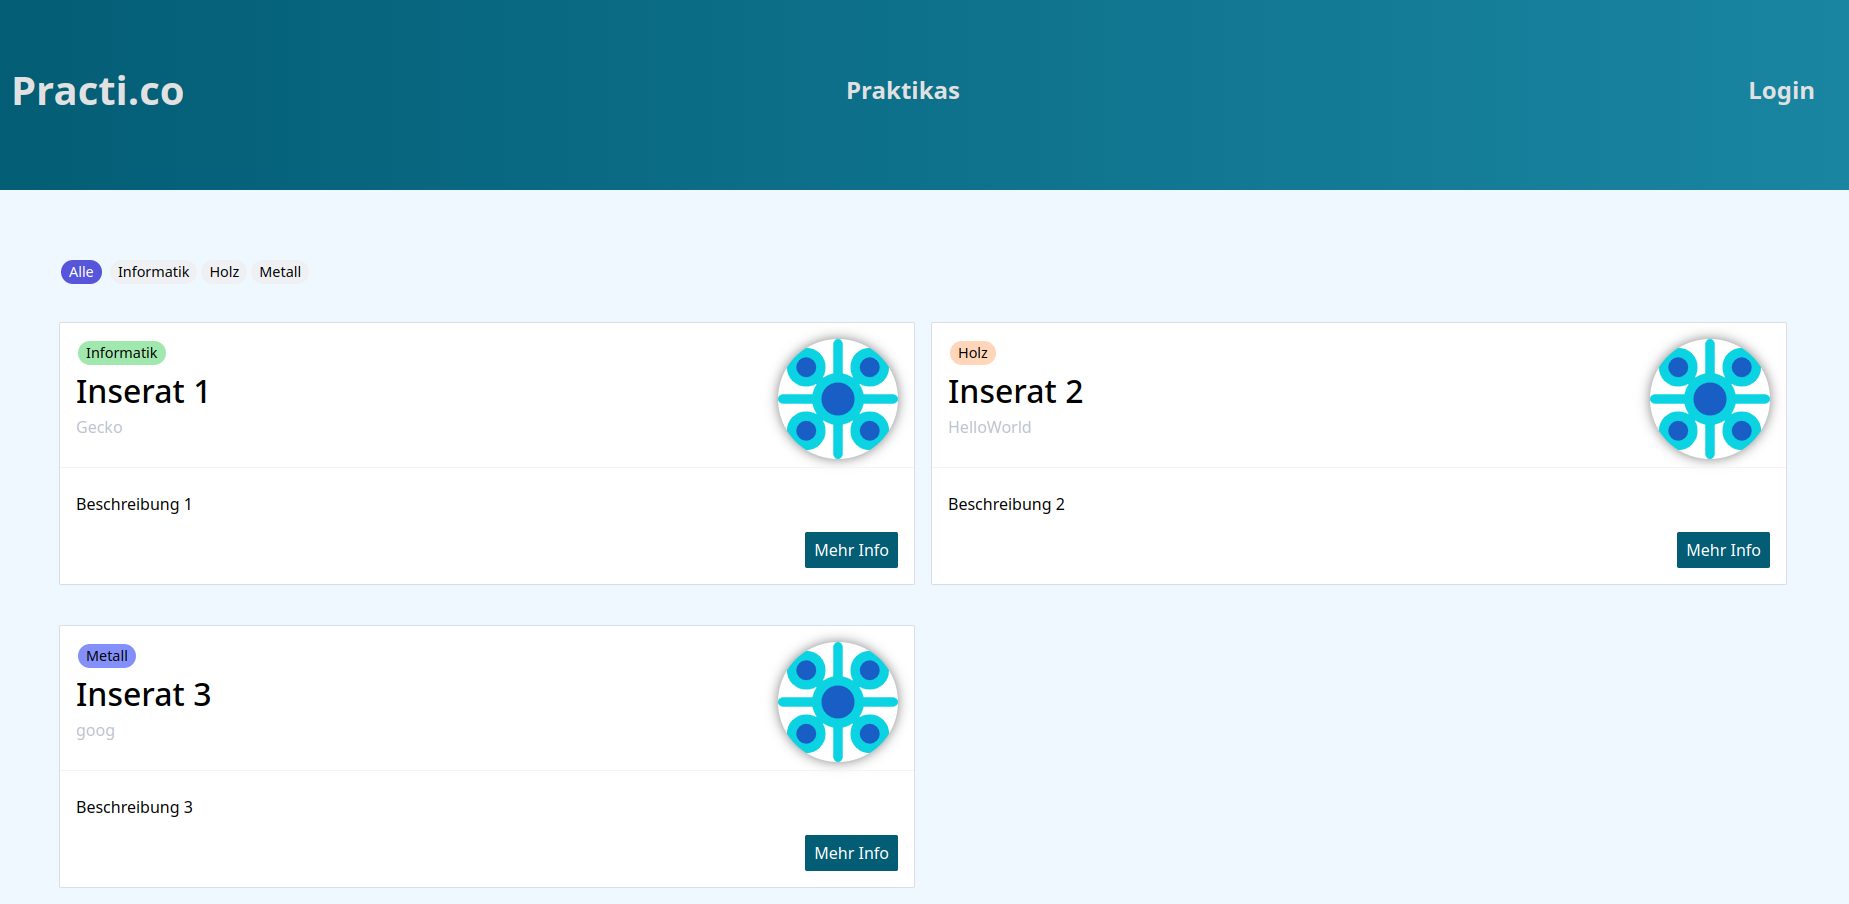 Practi.co Praktikas Login
Alle Informatik Holz Metall
Informatik
Inserat 1
Gecko
Beschreibung 1
Mehr Info
Holz
Inserat 2
HelloWorld
Beschreibung 2
Mehr Info
Metall
Inserat 3
goog
Beschreibung 3
Mehr Info